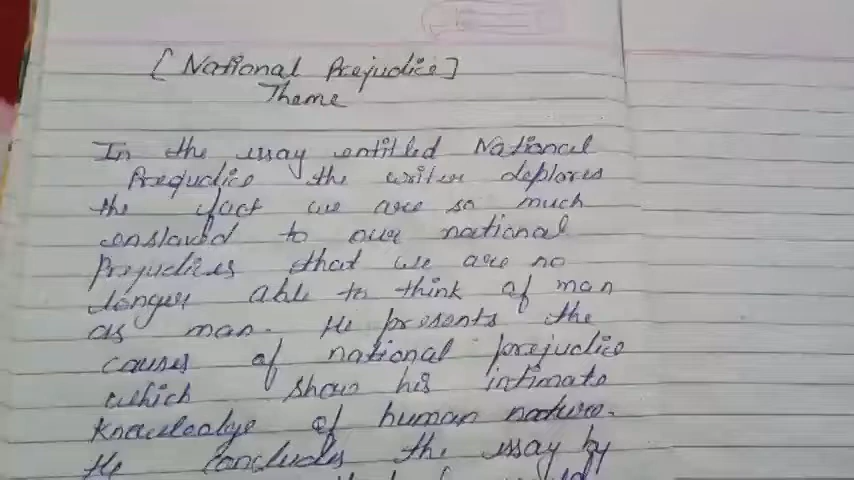 [National Prejudice]
Theme
In the essay entitled National
Prequdice the writer deplores
the fact we are so much
enslaved to our national
Prejudices that we are no
longer able to think of man
as man. He presents the
causes of national prejudice
which show his intimate
knowledge of human nature.
He concludes the essay by